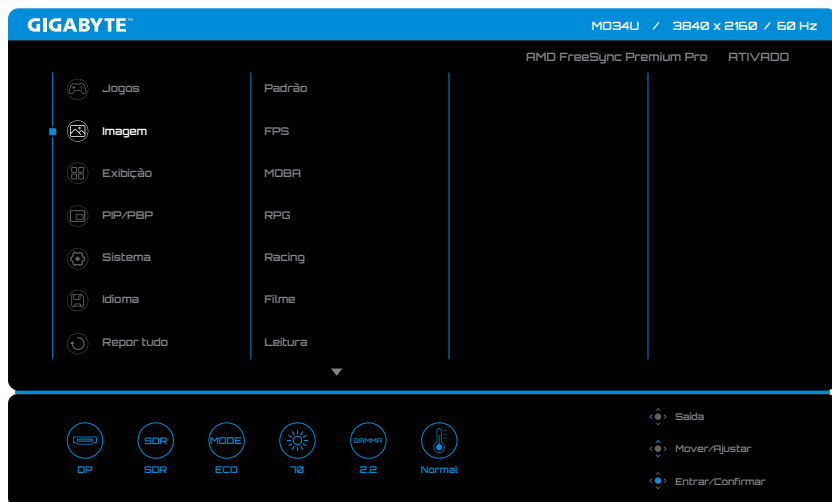 GIGABYTE™
MO34U / 3840 x 2160 / 60 Hz
AMD FreeSync Premium Pro ATIVADO
Jogos
Imagem
Exibição
PIP/PBP
Sistema
Idioma
Repor tudo
Padrão
FPS
MOBA
RPG
Racing
Filme
Leitura
SDR
MODE
GAMMA
DP
SDR
ECO
70
2.2
Normal
Saída
Mover/Ajustar
Entrar/Confirmar